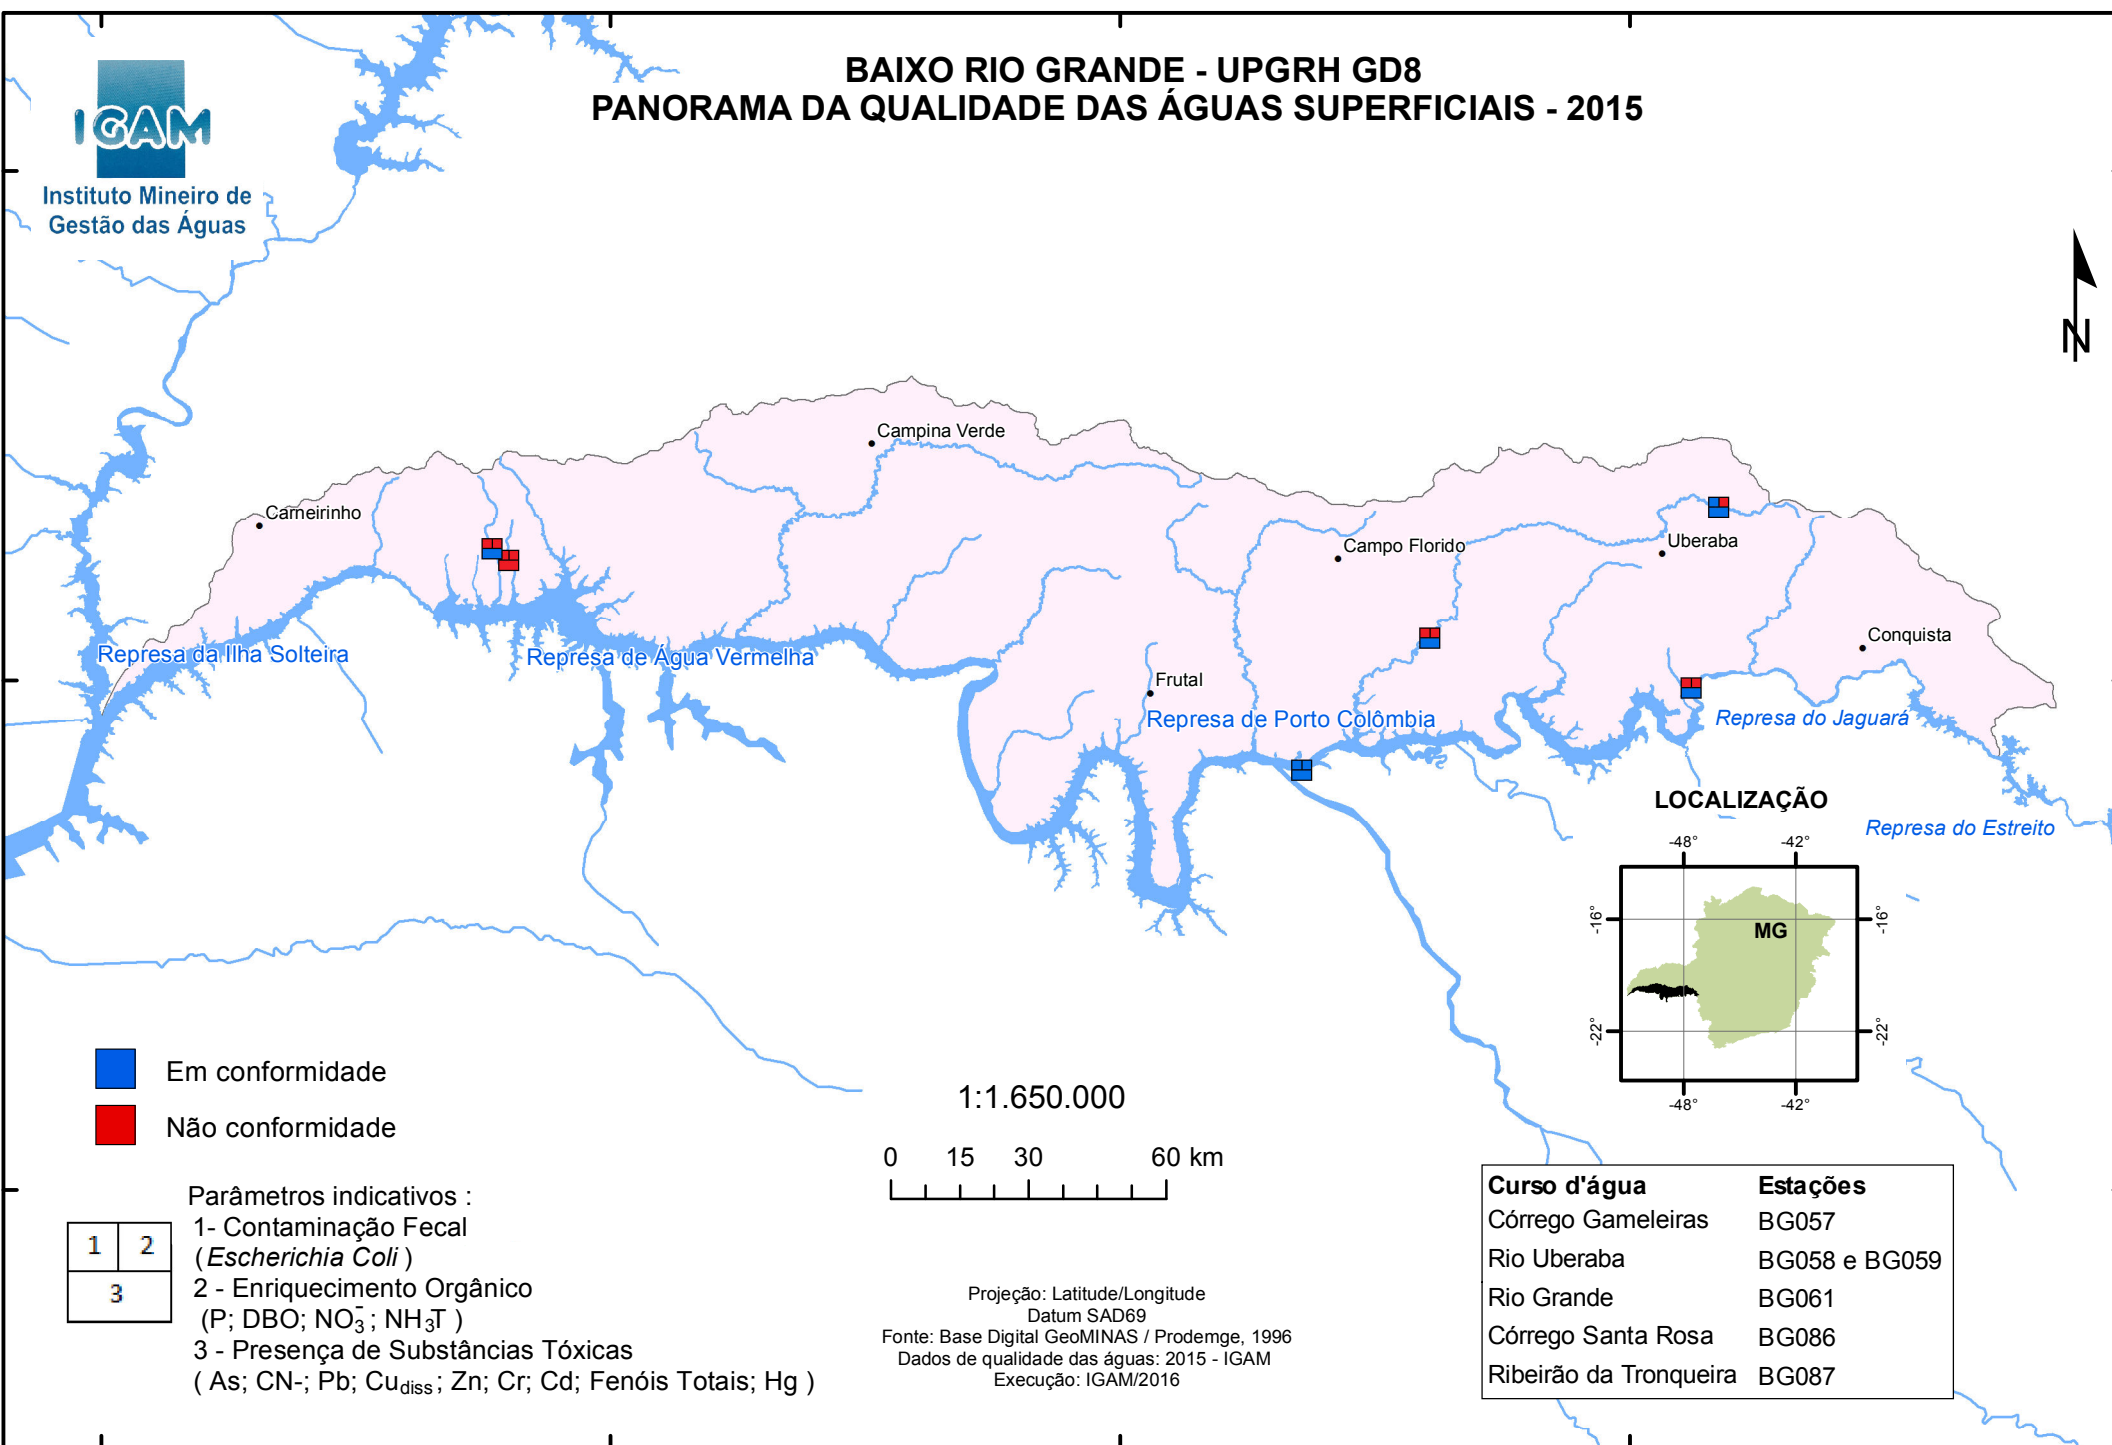 BAIXO RIO GRANDE - UPGRH GD8
PANORAMA DA QUALIDADE DAS ÁGUAS SUPERFICIAIS - 2015
IGAM
Instituto Mineiro de
Gestão das Águas
N
Campina Verde
Carneirinho
Campo Florido
Uberaba
Conquista
Frutal
Represa da Ilha Solteira
Represa de Água Vermelha
Represa de Porto Colômbia
Represa do Jaguará
Represa do Estreito
LOCALIZAÇÃO
-48° -42°
-16° -16°
MG
-22° -22°
-48° -42°
Em conformidade
Não conformidade
Parâmetros indicativos :
1 2
3
1- Contaminação Fecal
(Escherichia Coli )
2 - Enriquecimento Orgânico
(P; DBO; NO₃⁻; NH₃T )
3 - Presença de Substâncias Tóxicas
( As; CN-; Pb; Cudiss; Zn; Cr; Cd; Fenóis Totais; Hg )
1:1.650.000
0 15 30 60 km
Projeção: Latitude/Longitude
Datum SAD69
Fonte: Base Digital GeoMINAS / Prodemge, 1996
Dados de qualidade das águas: 2015 - IGAM
Execução: IGAM/2016
Curso d'água Estações
Córrego Gameleiras BG057
Rio Uberaba BG058 e BG059
Rio Grande BG061
Córrego Santa Rosa BG086
Ribeirão da Tronqueira BG087